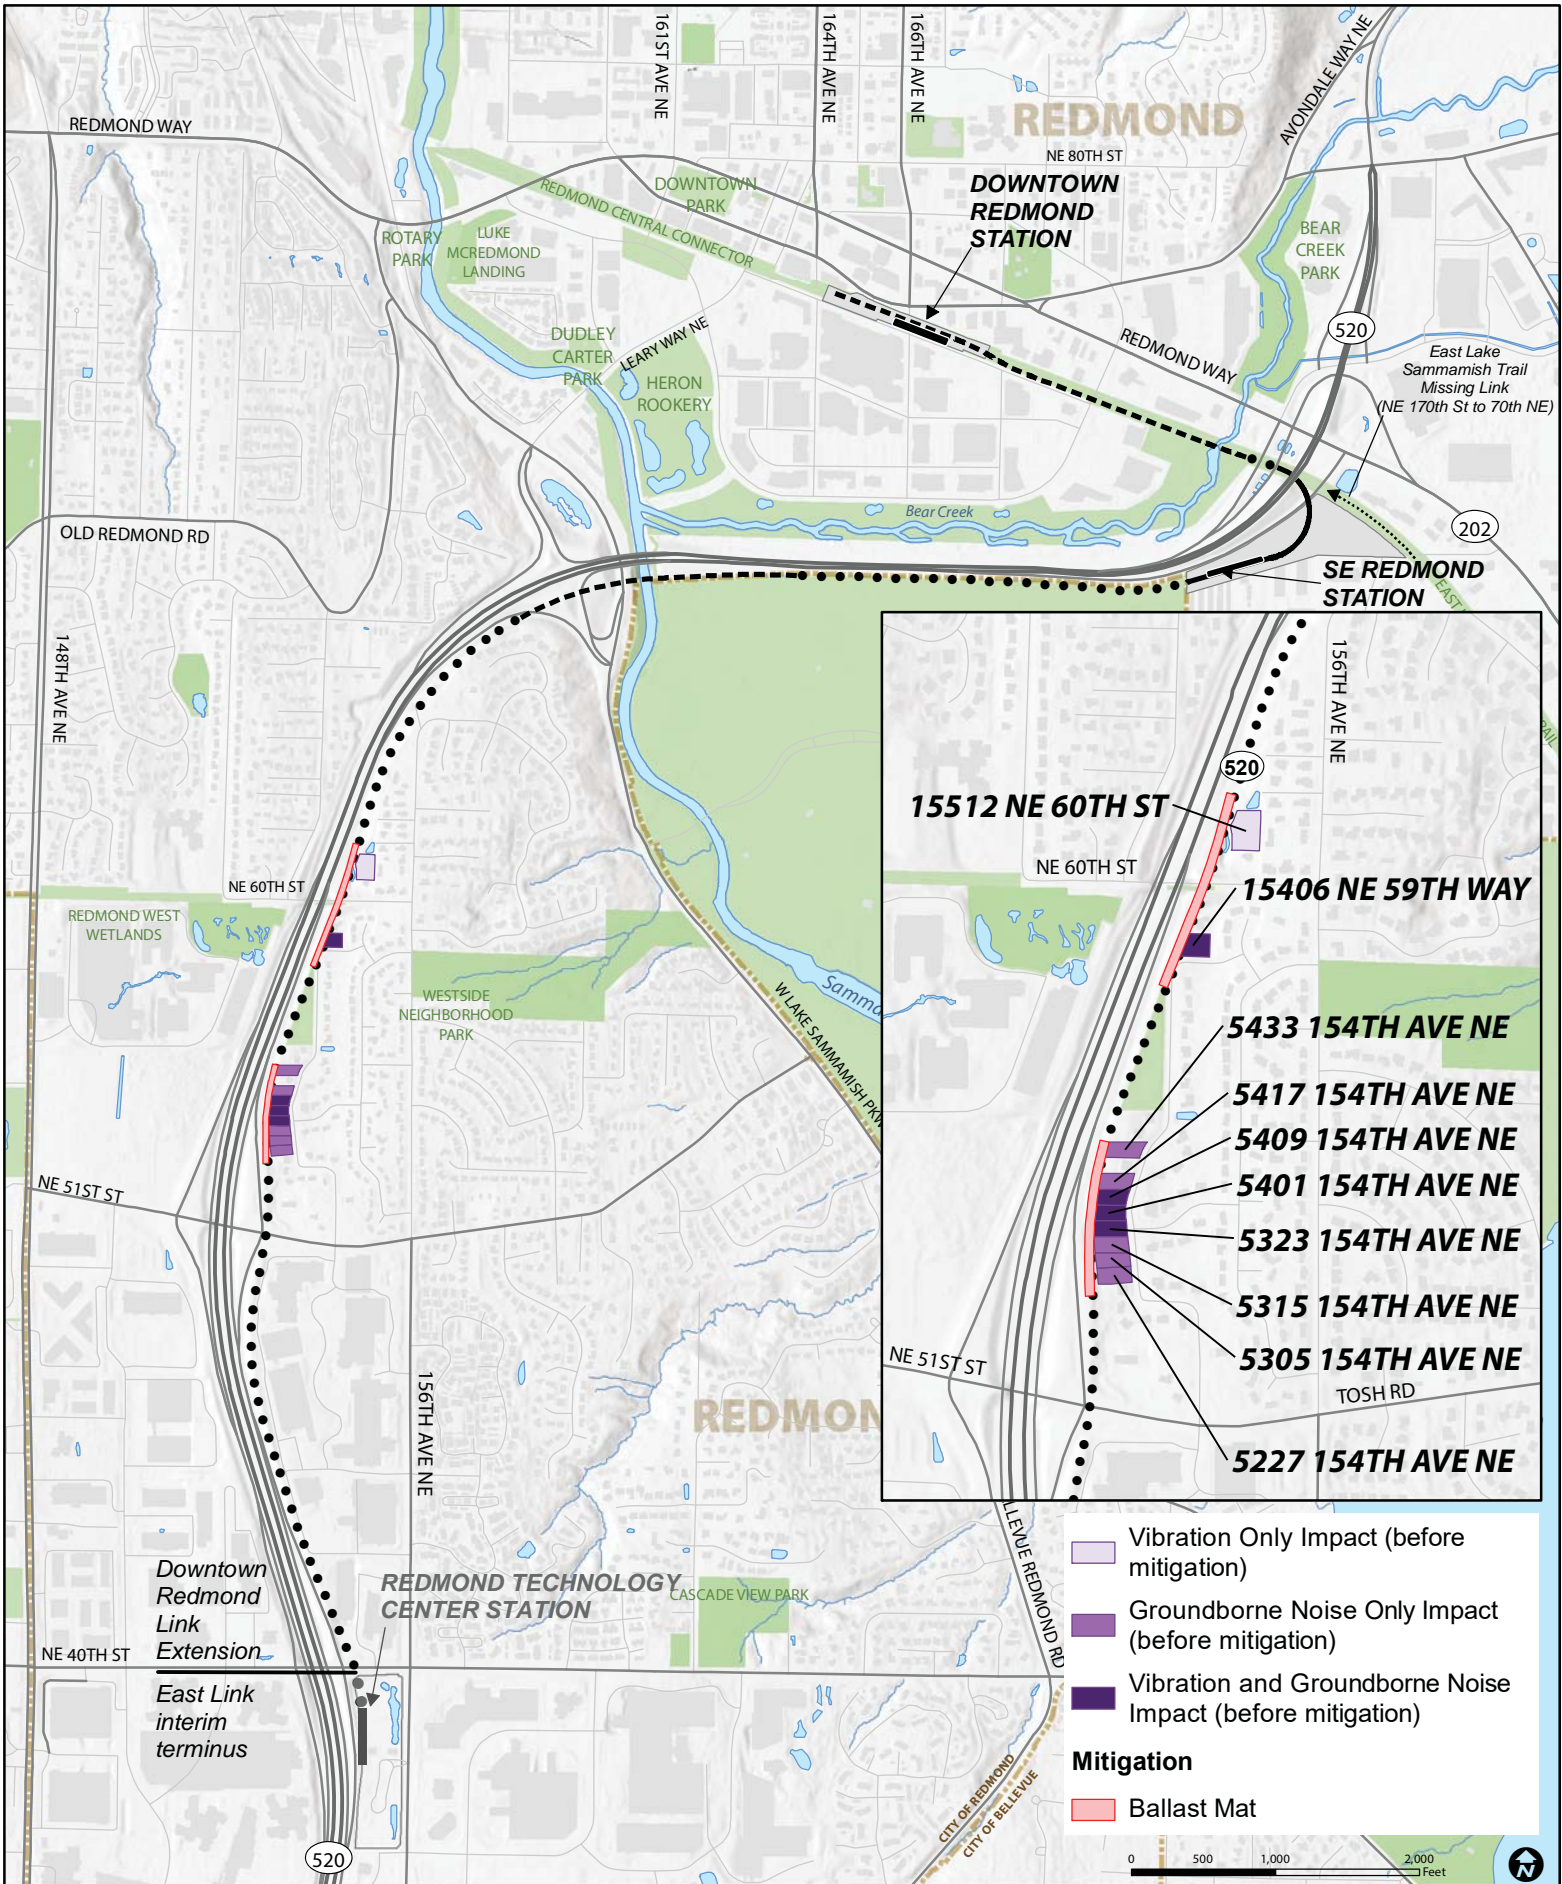 161ST AVE NE
164TH AVE NE
166TH AVE NE
AVONDALE WAY NE
REDMOND
REDMOND WAY
NE 80TH ST
DOWNTOWN
REDMOND
STATION
DOWNTOWN
PARK
REDMOND CENTRAL CONNECTOR
ROTARY
PARK
LUKE
MCREDMOND
LANDING
BEAR
CREEK
PARK
520
DUDLEY
CARTER
PARK
LEARY WAY NE
HERON
ROOKERY
REDMOND WAY
East Lake
Sammamish Trail
Missing Link
(NE 170th St to 70th NE)
Bear Creek
202
OLD REDMOND RD
SE REDMOND
STATION
EAST
RAIL
148TH AVE NE
156TH AVE NE
520
15512 NE 60TH ST
NE 60TH ST
15406 NE 59TH WAY
5433 154TH AVE NE
5417 154TH AVE NE
5409 154TH AVE NE
5401 154TH AVE NE
5323 154TH AVE NE
5315 154TH AVE NE
5305 154TH AVE NE
NE 51ST ST
TOSH RD
5227 154TH AVE NE
NE 60TH ST
REDMOND WEST
WETLANDS
WESTSIDE
NEIGHBORHOOD
PARK
Samma
W LAKE SAMMAMISH PKW
NE 51ST ST
156TH AVE NE
REDMON
LLEVUE REDMOND RD
Downtown
Redmond
Link
Extension
REDMOND TECHNOLOGY
CENTER STATION
CASCADE VIEW PARK
NE 40TH ST
East Link
interim
terminus
520
CITY OF REDMOND
CITY OF BELLEVUE
Vibration Only Impact (before
mitigation)
Groundborne Noise Only Impact
(before mitigation)
Vibration and Groundborne Noise
Impact (before mitigation)
Mitigation
Ballast Mat
0 500 1,000 2,000
Feet
N